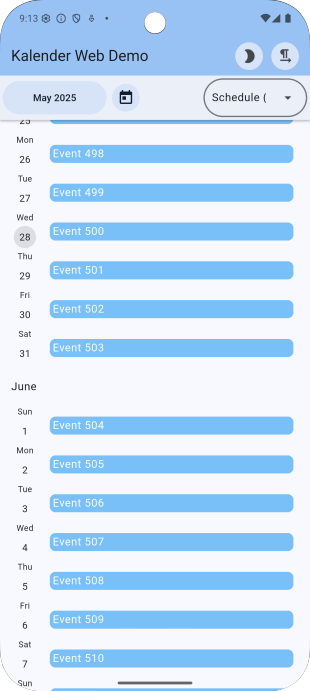 9:13
Kalender Web Demo
May 2025
Schedule (
25
Mon
26
Event 498
Tue
27
Event 499
Wed
28
Event 500
Thu
29
Event 501
Fri
30
Event 502
Sat
31
Event 503
June
Sun
1
Event 504
Mon
2
Event 505
Tue
3
Event 506
Wed
4
Event 507
Thu
5
Event 508
Fri
6
Event 509
Sat
7
Event 510
Sun